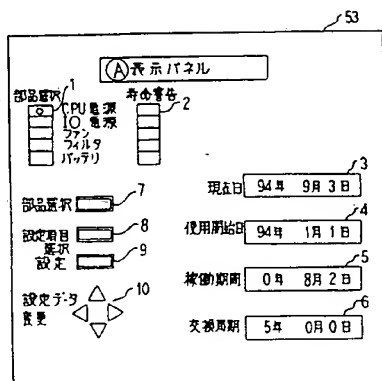 53
Ⓐ表示パネル
部品選択
寿命警告
1
2
CPU電源
IO電源
ファン
フィルタ
バッテリ
3
現在日 94年 9月3日
4
使用開始日 94年 1月1日
5
稼働期間 0年 8月2日
6
交換周期 5年 0月0日
部品選択 7
設定項目選択 8
設定 9
設定データ変更 10